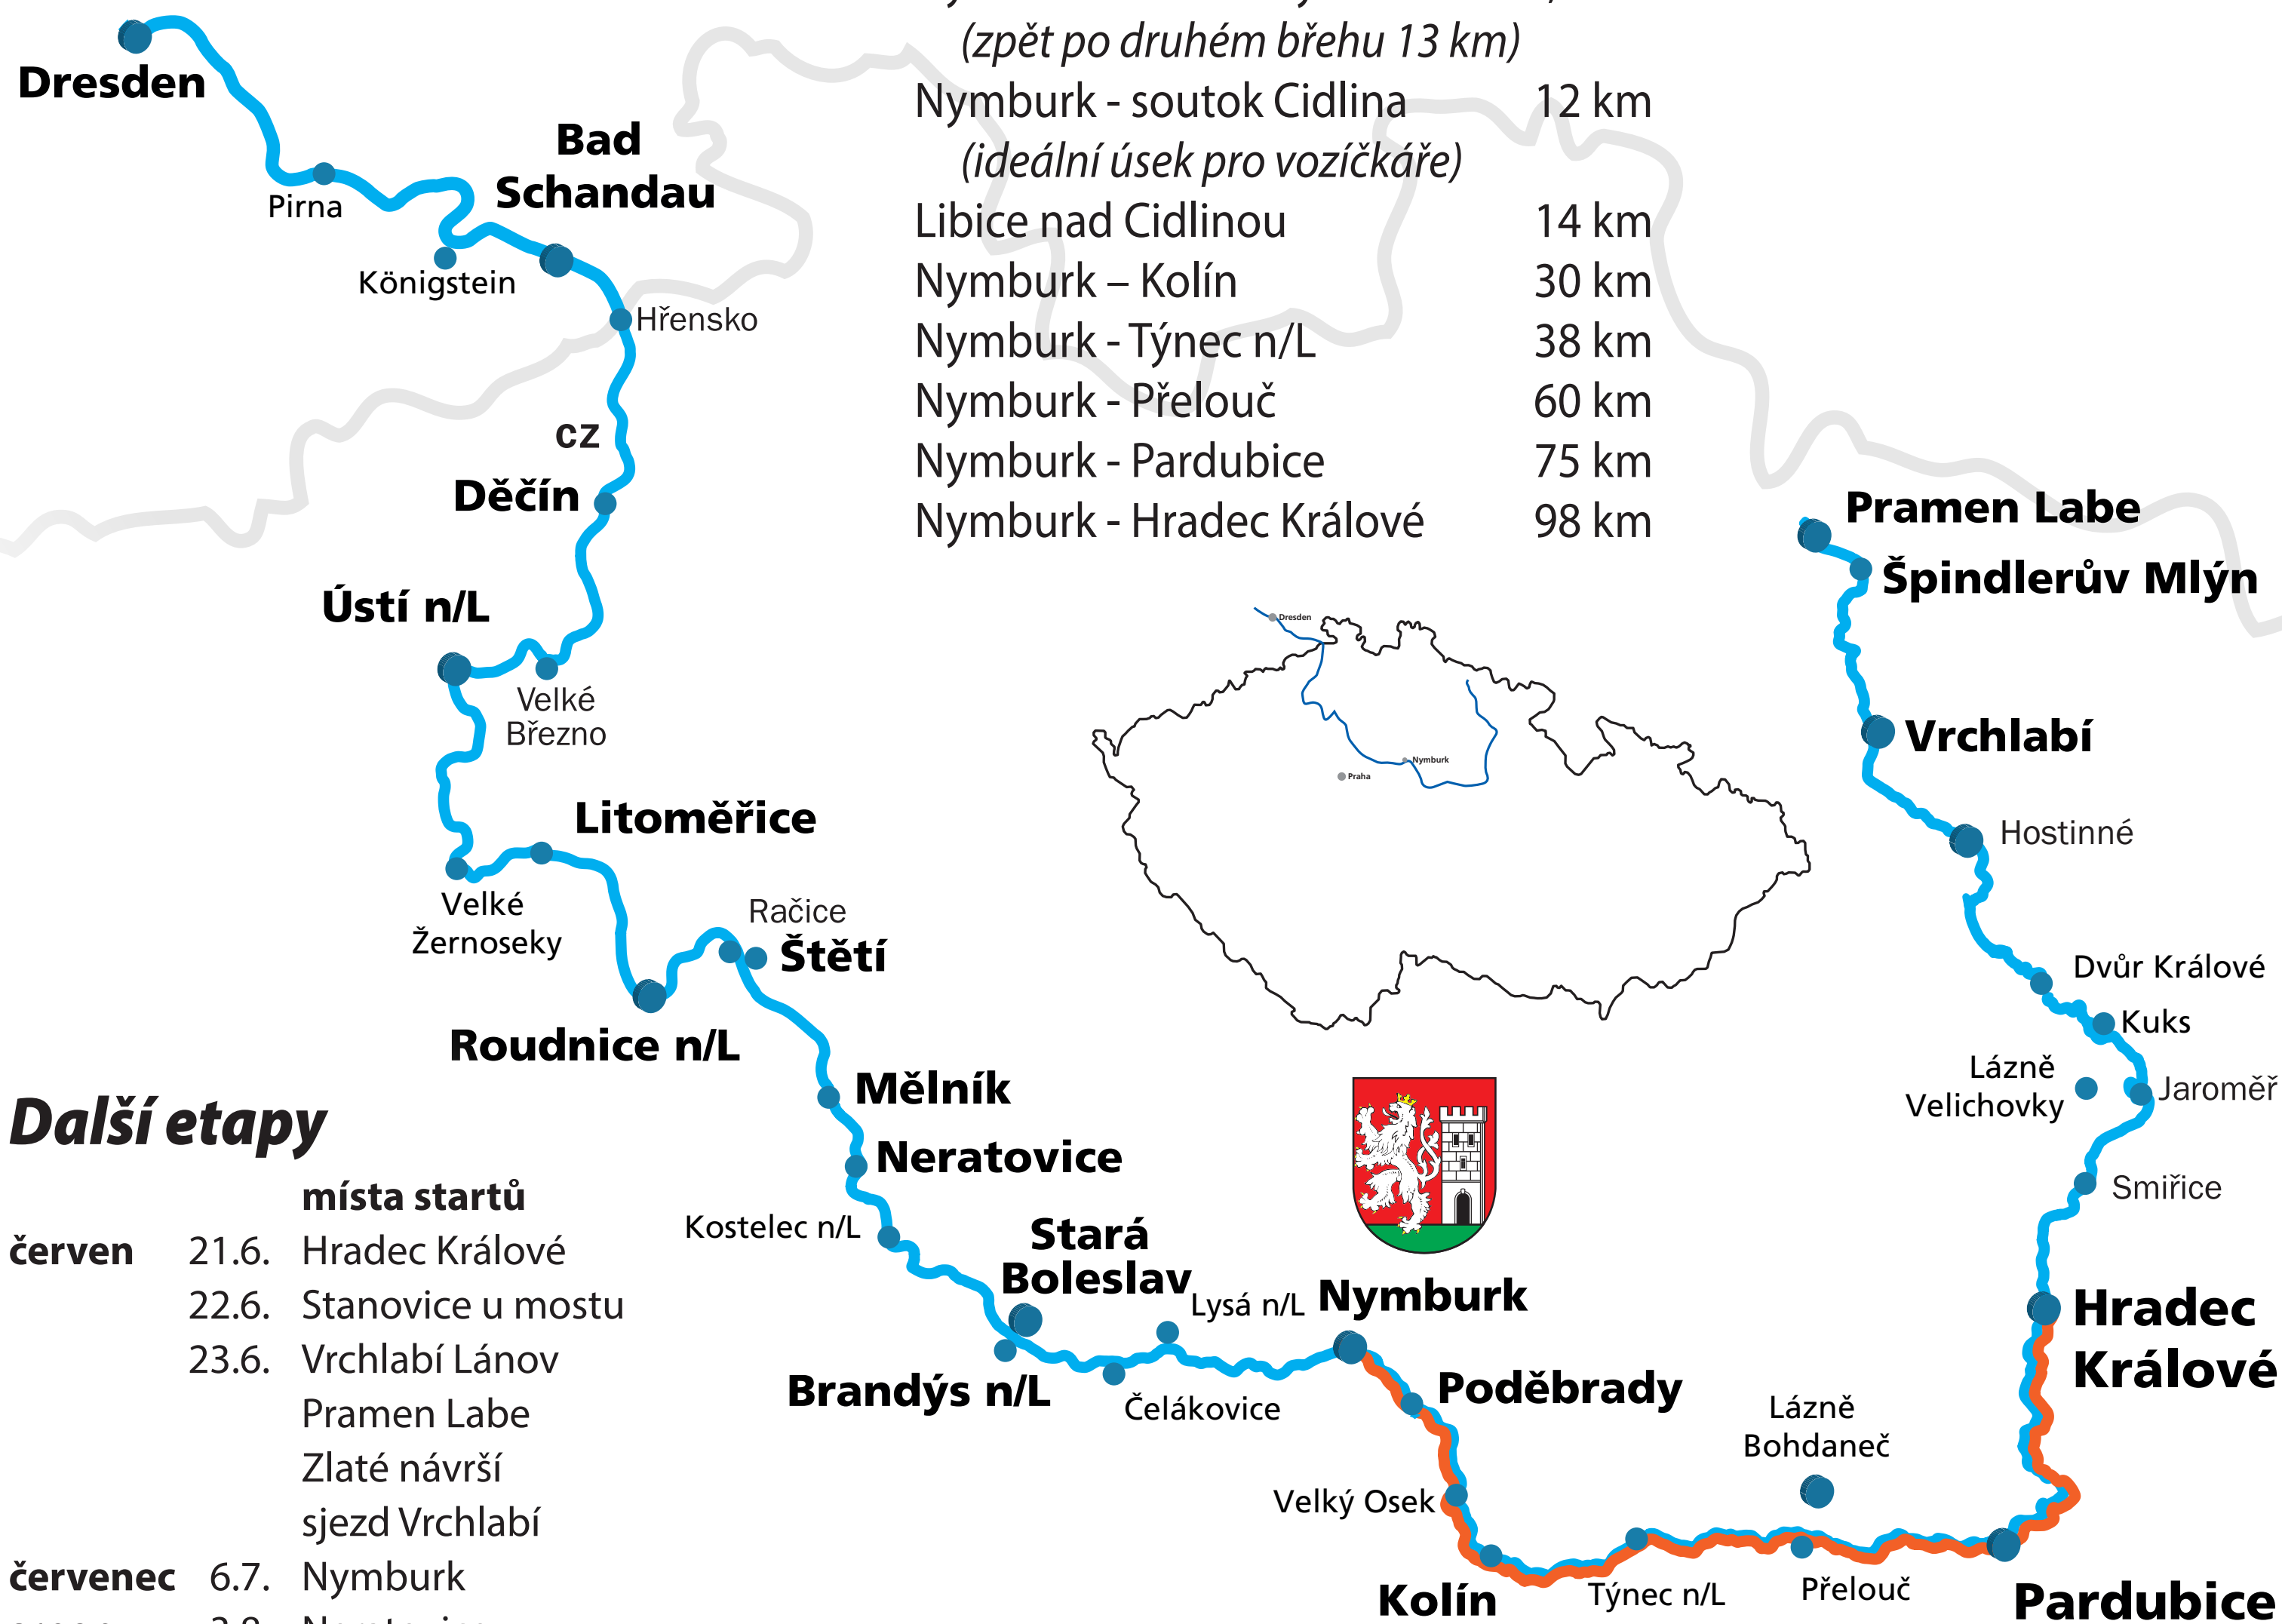 (zpět po druhém břehu 13 km)
Nymburk - soutok Cidlina 12 km
(ideální úsek pro vozíčkáře)
Libice nad Cidlinou 14 km
Nymburk – Kolín 30 km
Nymburk - Týnec n/L 38 km
Nymburk - Přelouč 60 km
Nymburk - Pardubice 75 km
Nymburk - Hradec Králové 98 km
Dresden
Pirna
Bad
Schandau
Königstein
Hřensko
CZ
Děčín
Ústí n/L
Velké
Březno
Litoměřice
Velké
Žernoseky
Račice
Štětí
Roudnice n/L
Mělník
Neratovice
Kostelec n/L
Stará
Boleslav
Brandýs n/L
Lysá n/L
Čelákovice
Nymburk
Poděbrady
Velký Osek
Kolín
Týnec n/L
Přelouč
Lázně
Bohdaneč
Pardubice
Hradec
Králové
Smiřice
Jaroměř
Lázně
Velichovky
Kuks
Dvůr Králové
Hostinné
Vrchlabí
Špindlerův Mlýn
Pramen Labe
Dresden
Praha
Nymburk
Další etapy
místa startů
červen 21.6. Hradec Králové
22.6. Stanovice u mostu
23.6. Vrchlabí Lánov
Pramen Labe
Zlaté návrší
sjezd Vrchlabí
červenec 6.7. Nymburk